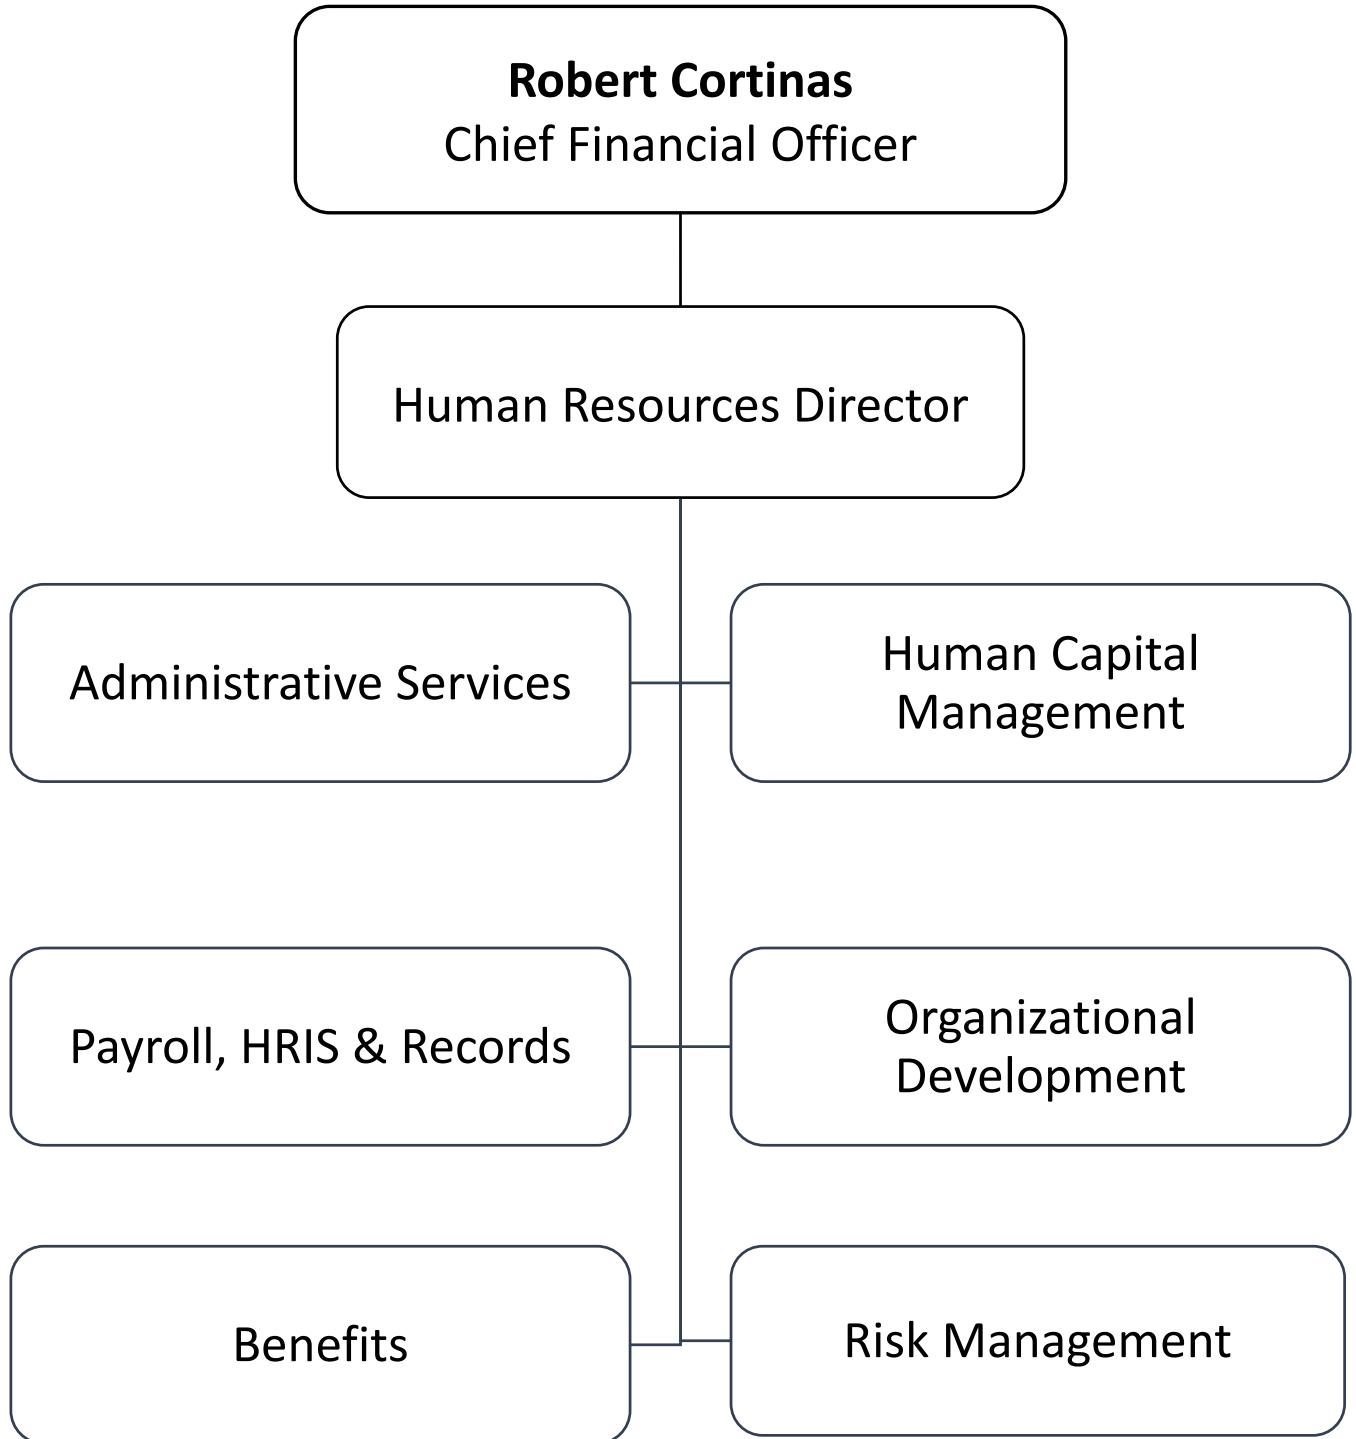 Robert Cortinas
Chief Financial Officer
Human Resources Director
Administrative Services
Human Capital
Management
Payroll, HRIS & Records
Organizational
Development
Benefits
Risk Management